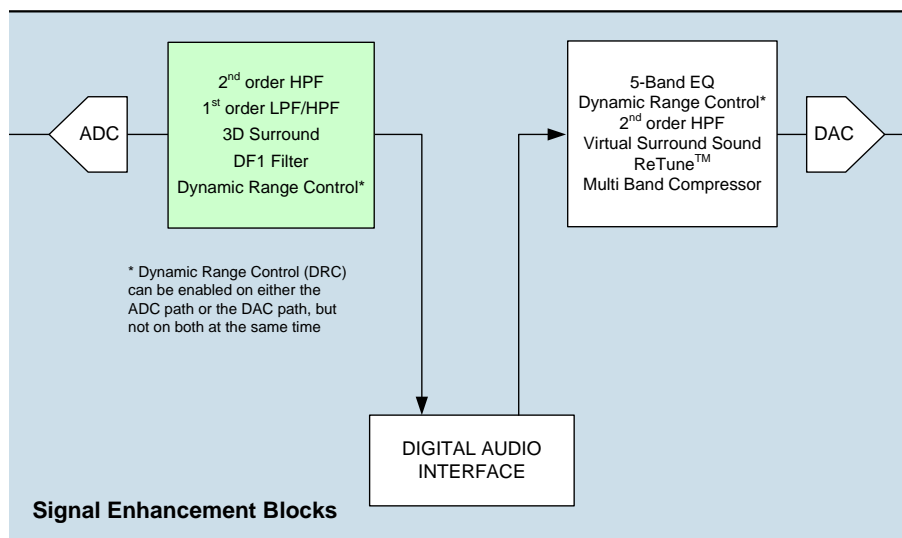 ADC
2nd order HPF
1st order LPF/HPF
3D Surround
DF1 Filter
Dynamic Range Control*
5-Band EQ
Dynamic Range Control*
2nd order HPF
Virtual Surround Sound
ReTuneTM
Multi Band Compressor
DAC
* Dynamic Range Control (DRC)
can be enabled on either the
ADC path or the DAC path, but
not on both at the same time
DIGITAL AUDIO
INTERFACE
Signal Enhancement Blocks